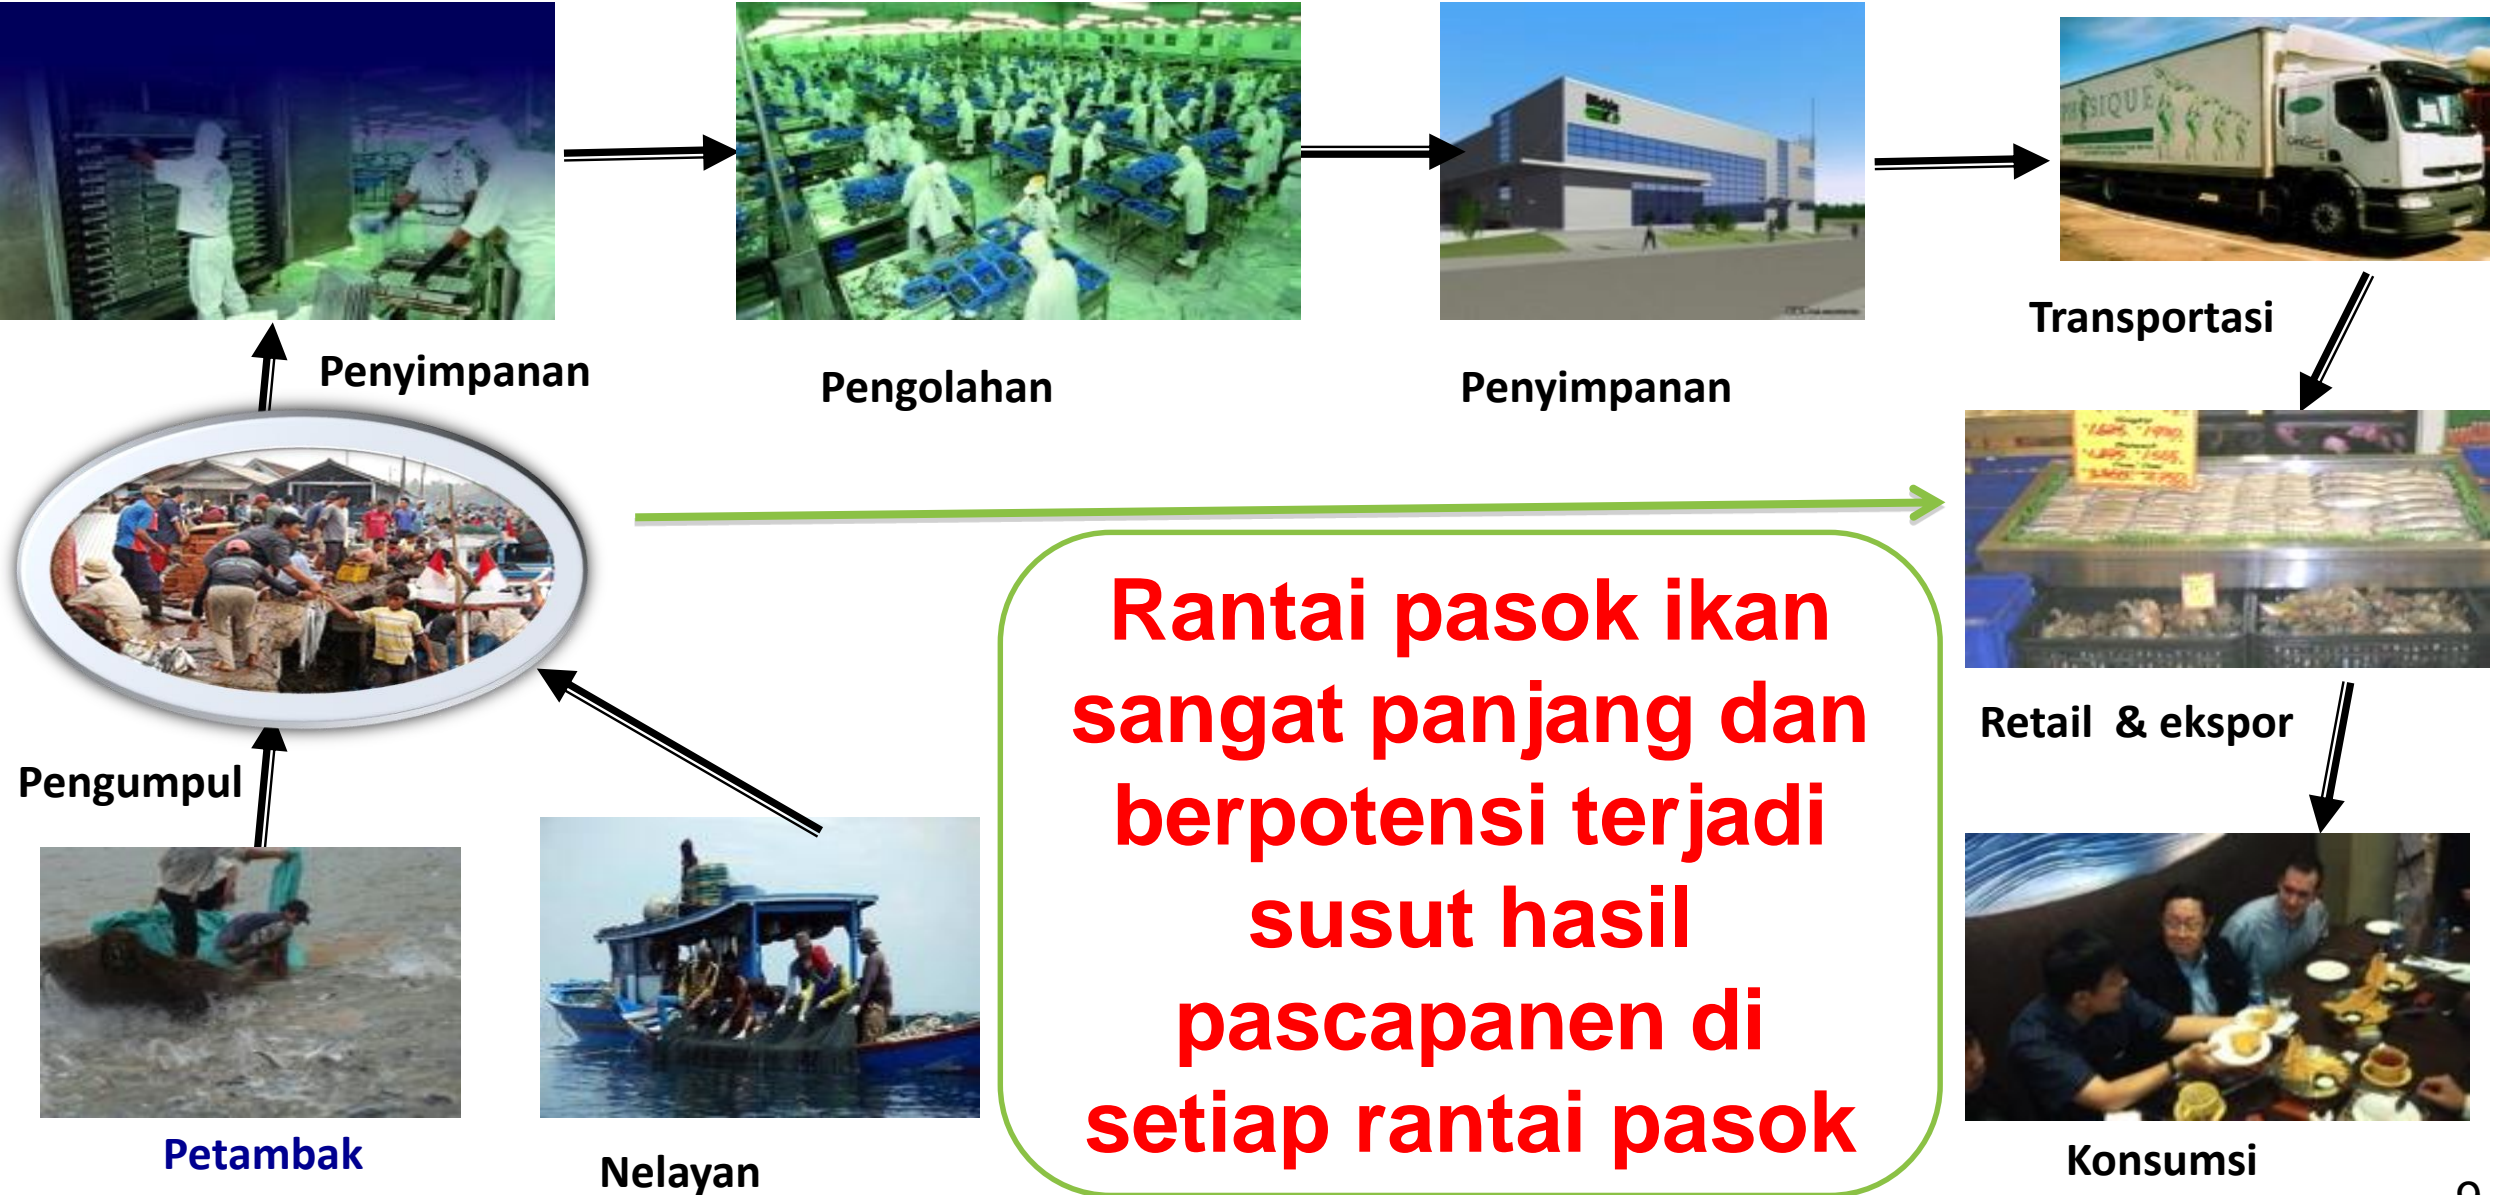 Penyimpanan
Pengolahan
Penyimpanan
Transportasi
Pengumpul
Retail & ekspor
Rantai pasok ikan
sangat panjang dan
berpotensi terjadi
susut hasil
pascapanen di
setiap rantai pasok
Petambak
Nelayan
Konsumsi